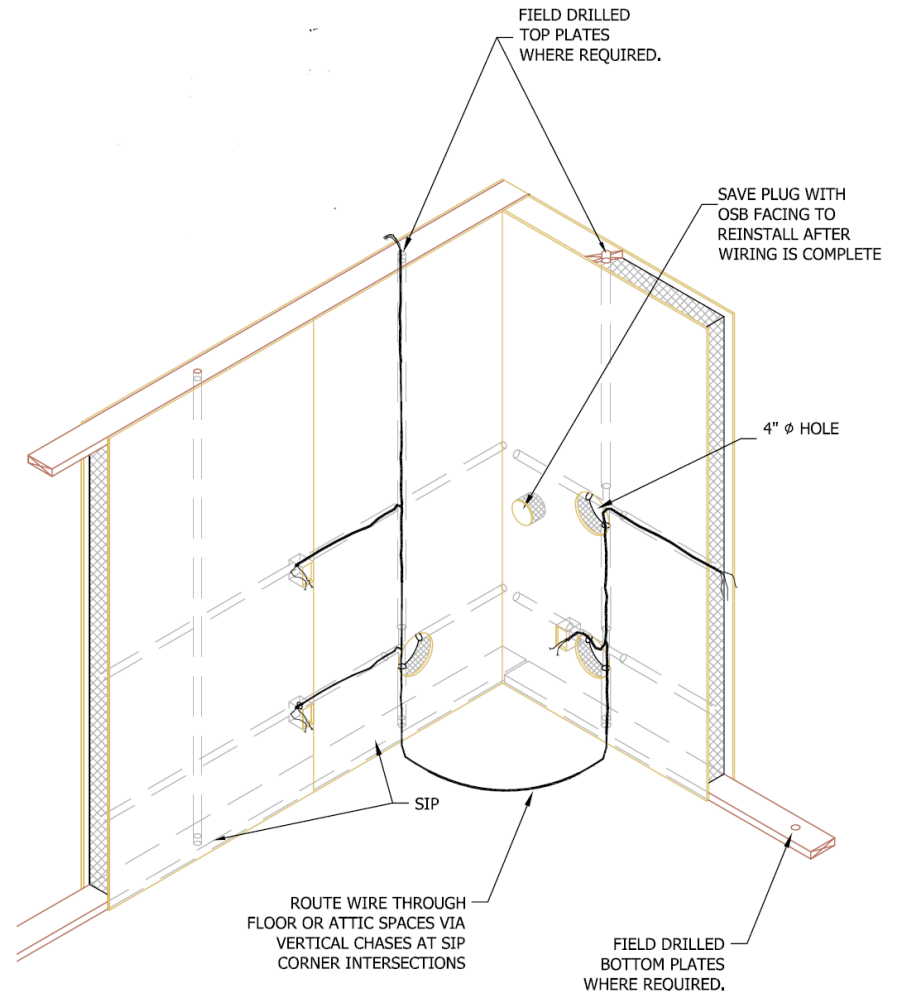 FIELD DRILLED
TOP PLATES
WHERE REQUIRED.
SAVE PLUG WITH
OSB FACING TO
REINSTALL AFTER
WIRING IS COMPLETE
4" ϕ HOLE
SIP
ROUTE WIRE THROUGH
FLOOR OR ATTIC SPACES VIA
VERTICAL CHASES AT SIP
CORNER INTERSECTIONS
FIELD DRILLED
BOTTOM PLATES
WHERE REQUIRED.